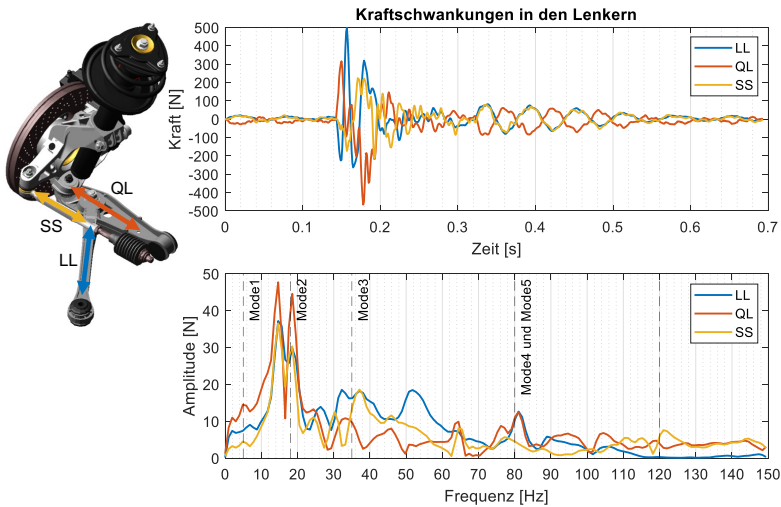 Kraftschwankungen in den Lenkern
QL
SS
LL
Kraft [N]
500
400
300
200
100
0
-100
-200
-300
-400
-500
0
0.1
0.2
0.3
0.4
0.5
0.6
0.7
Zeit [s]
LL
QL
SS
Amplitude [N]
50
40
30
20
10
0
Mode1
Mode2
Mode3
Mode4 und Mode5
LL
QL
SS
0
10
20
30
40
50
60
70
80
90
100
110
120
130
140
150
Frequenz [Hz]